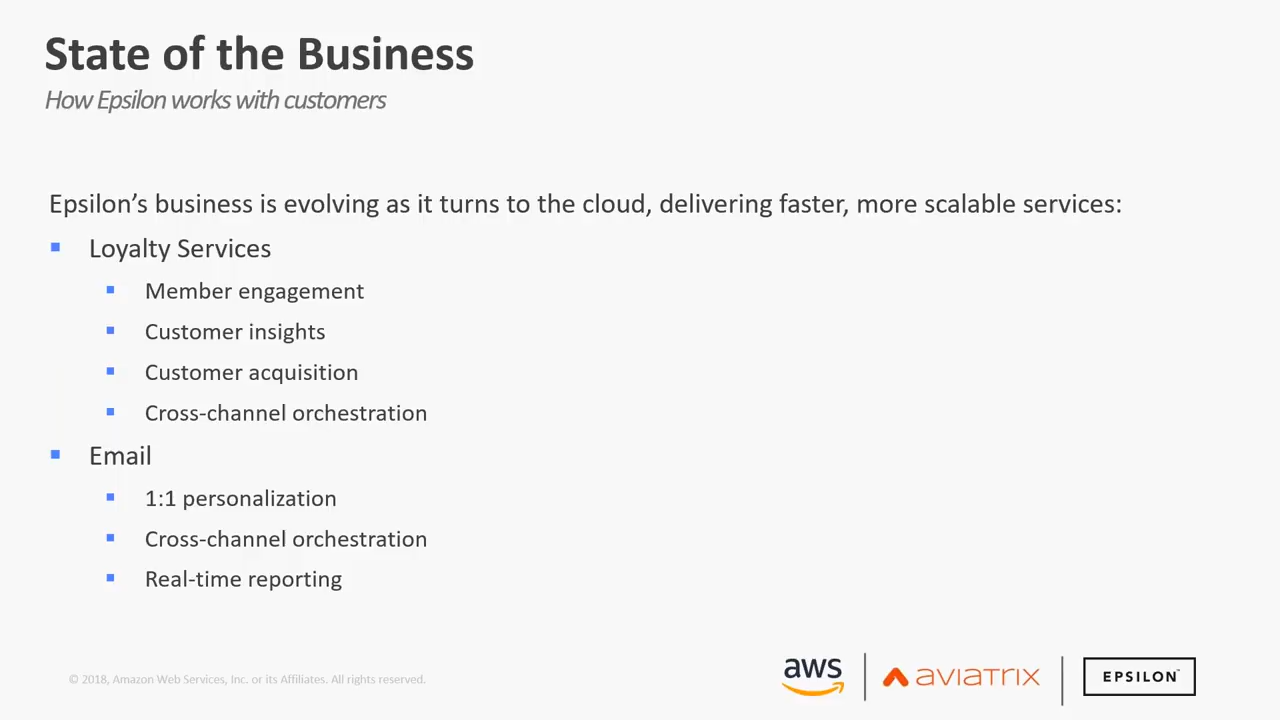 State of the Business
How Epsilon works with customers
Epsilon’s business is evolving as it turns to the cloud, delivering faster, more scalable services:
Loyalty Services
Member engagement
Customer insights
Customer acquisition
Cross-channel orchestration
Email
1:1 personalization
Cross-channel orchestration
Real-time reporting
© 2018, Amazon Web Services, Inc. or its Affiliates. All rights reserved.
aws
aviatrix
EPSILON™